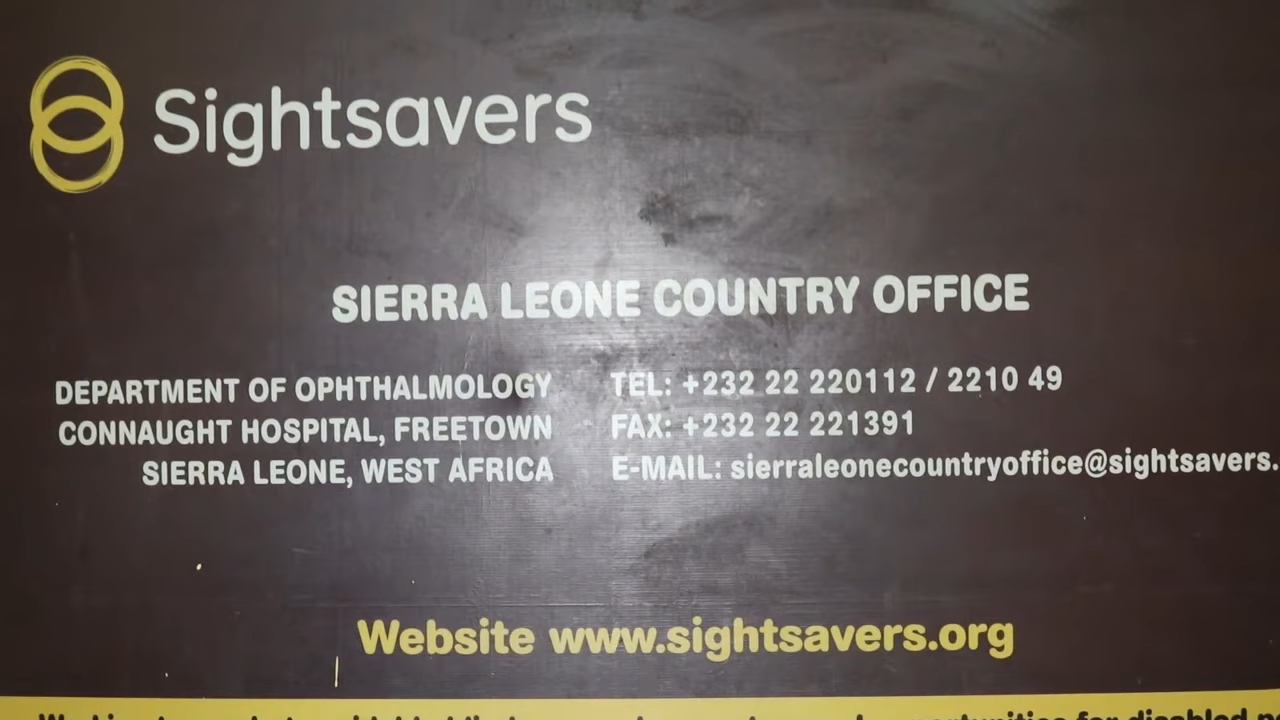 Sightsavers
SIERRA LEONE COUNTRY OFFICE
DEPARTMENT OF OPHTHALMOLOGY
CONNAUGHT HOSPITAL, FREETOWN
SIERRA LEONE, WEST AFRICA
TEL: +232 22 220112 / 2210 49
FAX: +232 22 221391
E-MAIL: sierraleonecountryoffice@sightsavers.
Website www.sightsavers.org